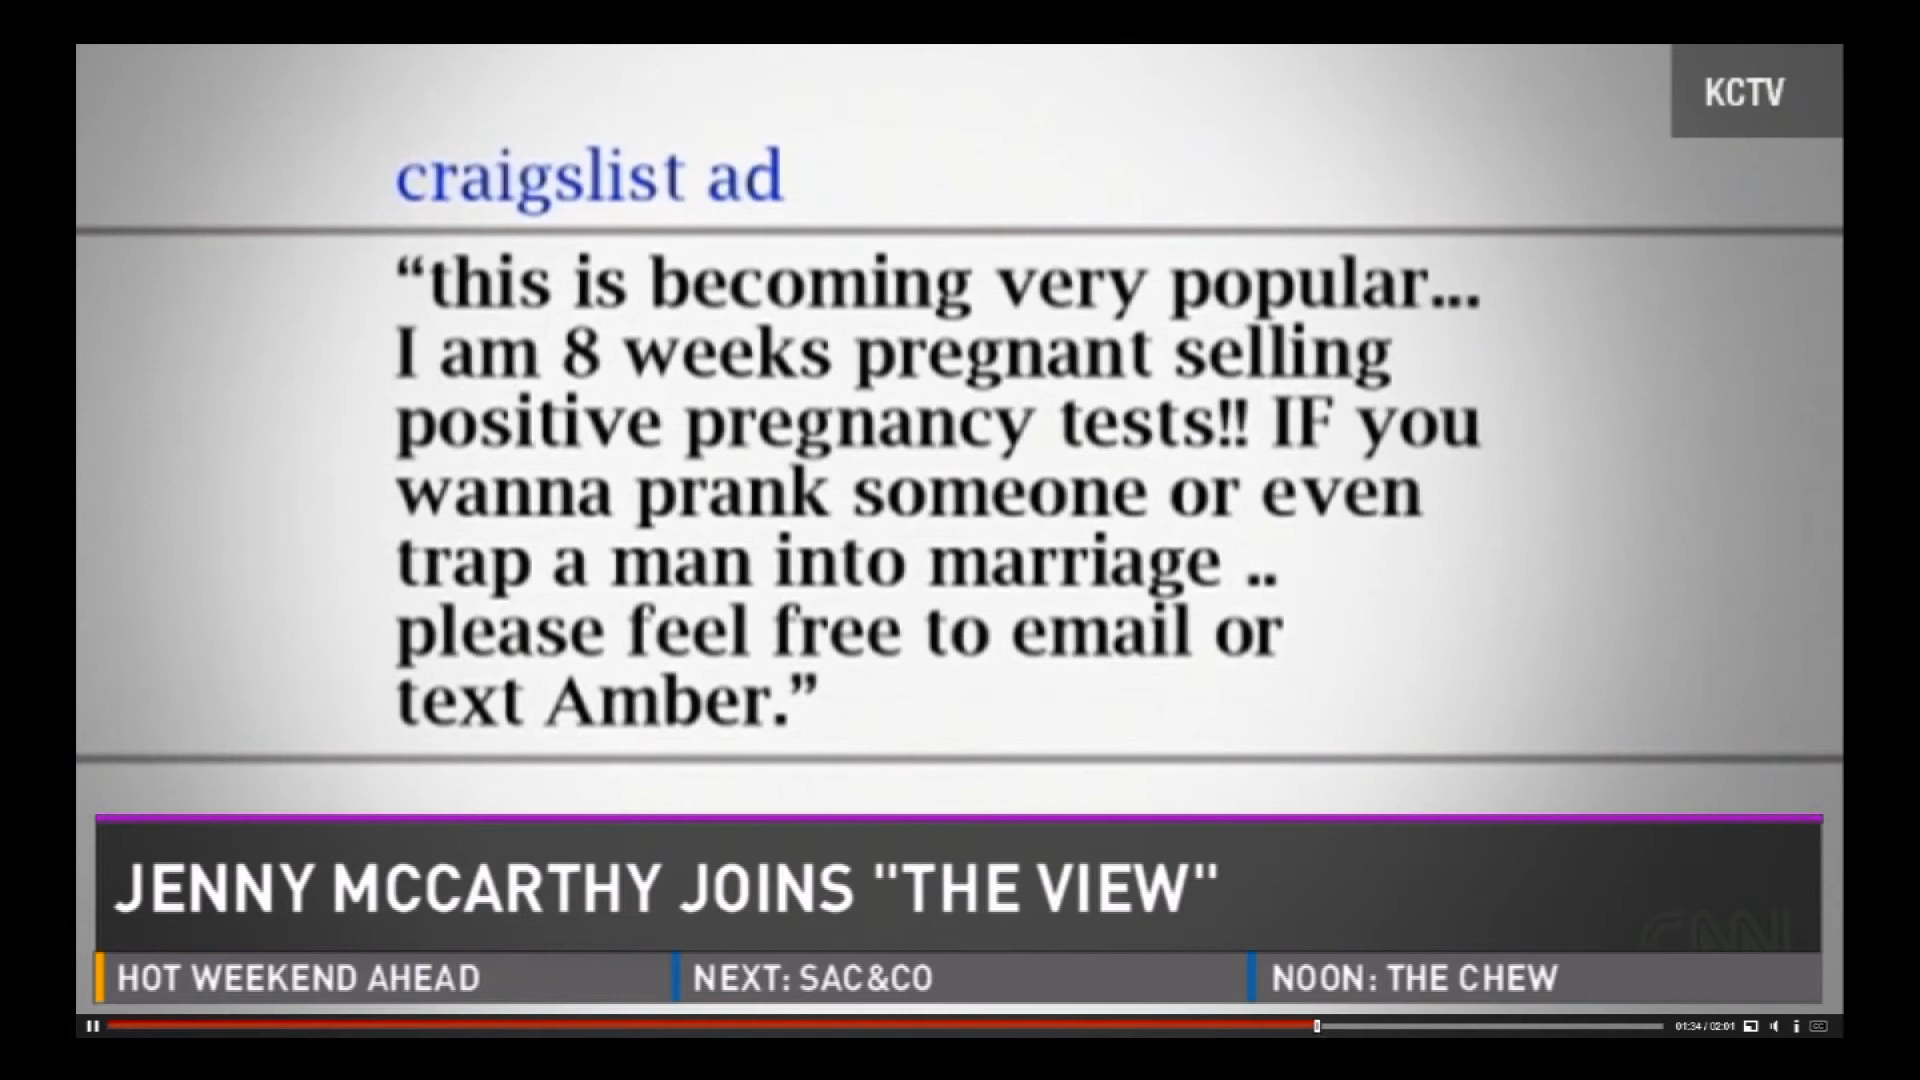 KCTV
craigslist ad
“this is becoming very popular...
I am 8 weeks pregnant selling
positive pregnancy tests!! IF you
wanna prank someone or even
trap a man into marriage ..
please feel free to email or
text Amber.”
JENNY MCCARTHY JOINS "THE VIEW"
CNN
HOT WEEKEND AHEAD
NEXT: SAC&CO
NOON: THE CHEW
01:34 / 02:01
CC